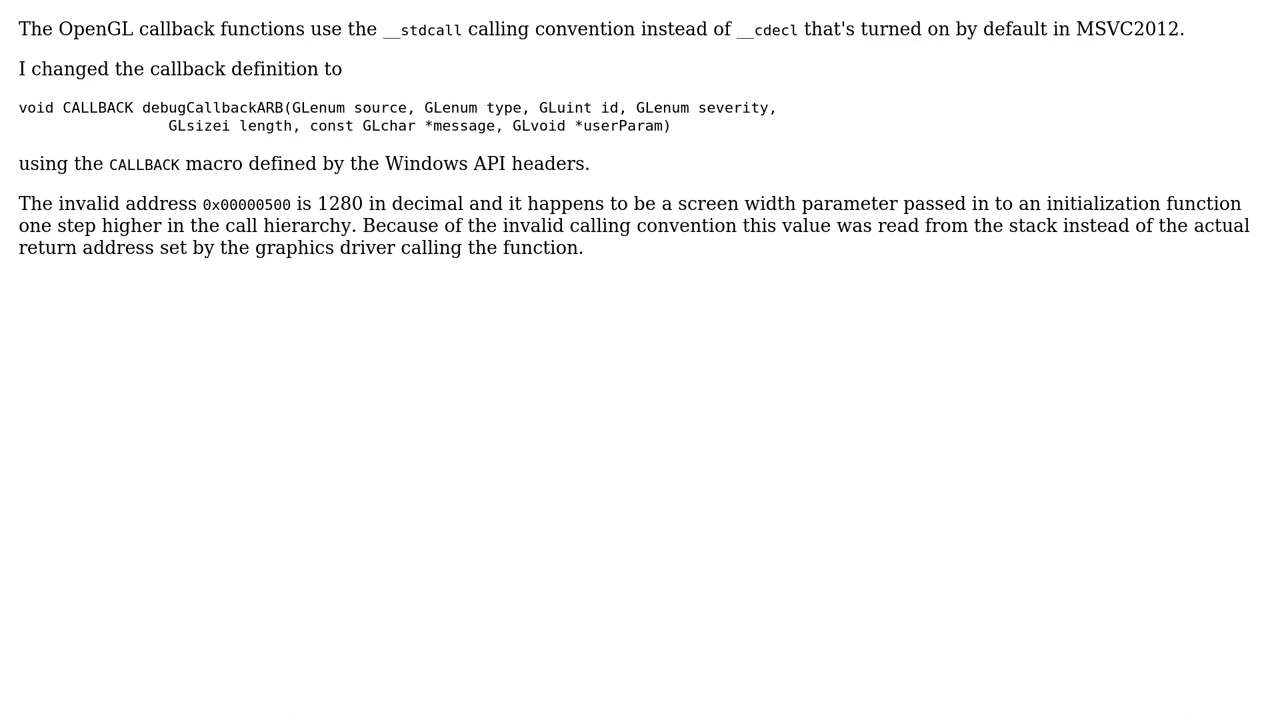 The OpenGL callback functions use the __stdcall calling convention instead of __cdecl that's turned on by default in MSVC2012.
I changed the callback definition to
void CALLBACK debugCallbackARB(GLenum source, GLenum type, GLuint id, GLenum severity,
                 GLsizei length, const GLchar *message, GLvoid *userParam)
using the CALLBACK macro defined by the Windows API headers.
The invalid address 0x00000500 is 1280 in decimal and it happens to be a screen width parameter passed in to an initialization function
one step higher in the call hierarchy. Because of the invalid calling convention this value was read from the stack instead of the actual
return address set by the graphics driver calling the function.